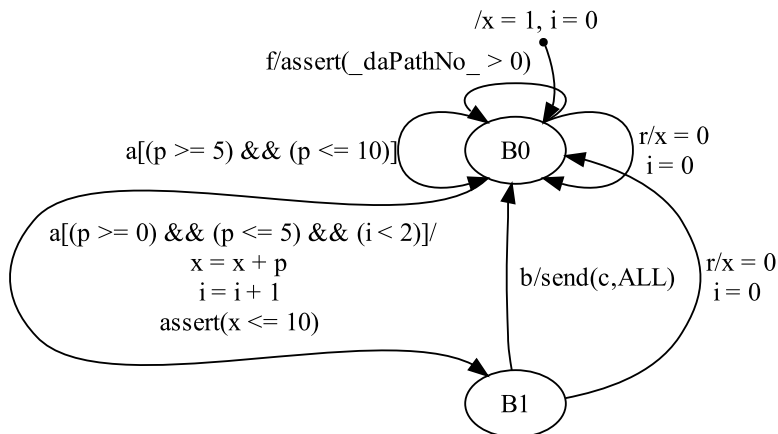 /x = 1, i = 0
f/assert(_daPathNo_ > 0)
a[(p >= 5) && (p <= 10)]
B0
r/x = 0
i = 0
a[(p >= 0) && (p <= 5) && (i < 2)]/
x = x + p
i = i + 1
assert(x <= 10)
b/send(c,ALL)
r/x = 0
i = 0
B1